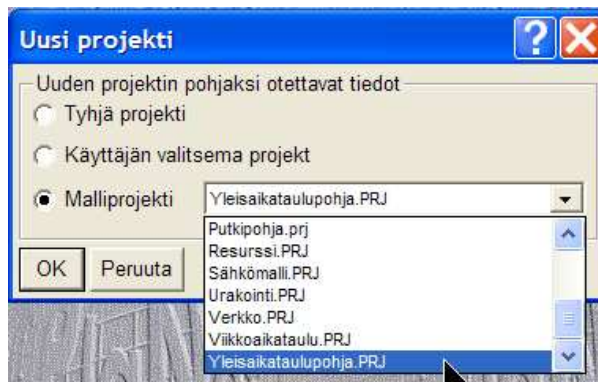 Uusi projekti
Uuden projektin pohjaksi otettavat tiedot
Tyhjä projekti
Käyttäjän valitsema projekt
Malliprojekti Yleisaikataulupohja.PRJ
Putkipohja.prj
Resurssi.PRJ
OK Peruuta Sähkömalli.PRJ
Urakointi.PRJ
Verkko.PRJ
Viikkoaikataulu.PRJ
Yleisaikataulupohja.PRJ